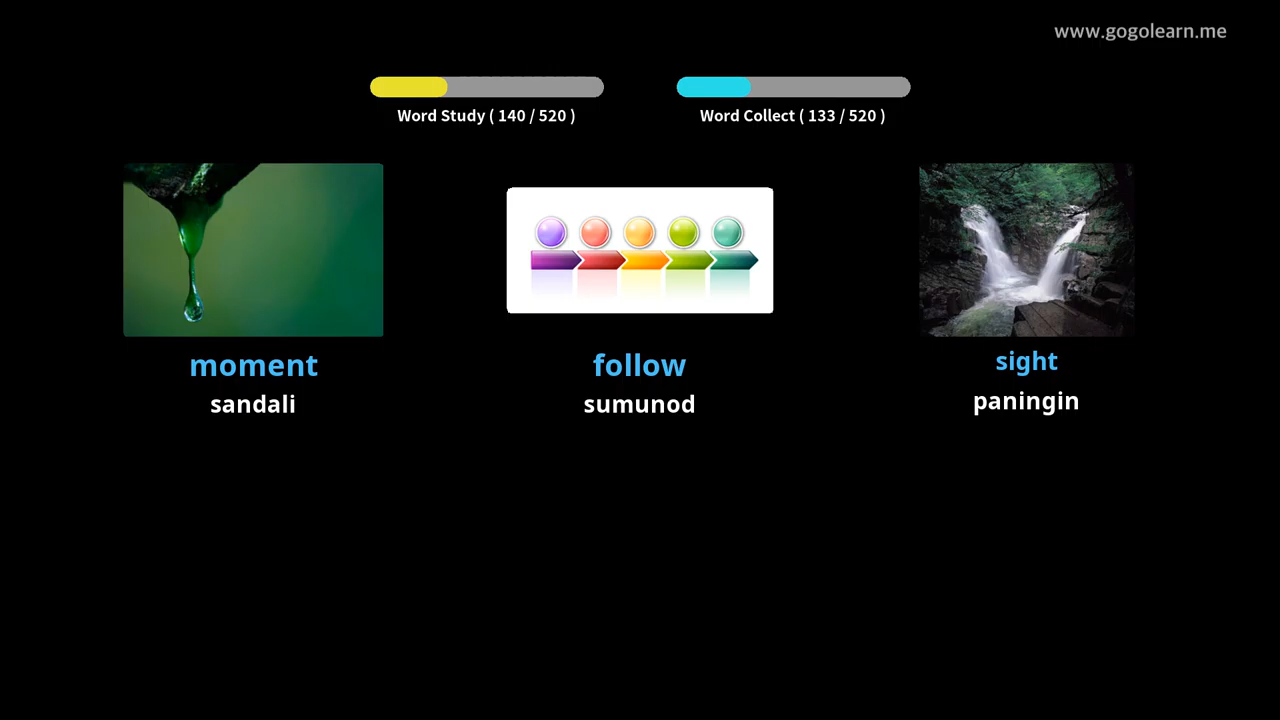 www.gogolearn.me
Word Study ( 140 / 520 )
Word Collect ( 133 / 520 )
moment
sandali
follow
sumunod
sight
paningin